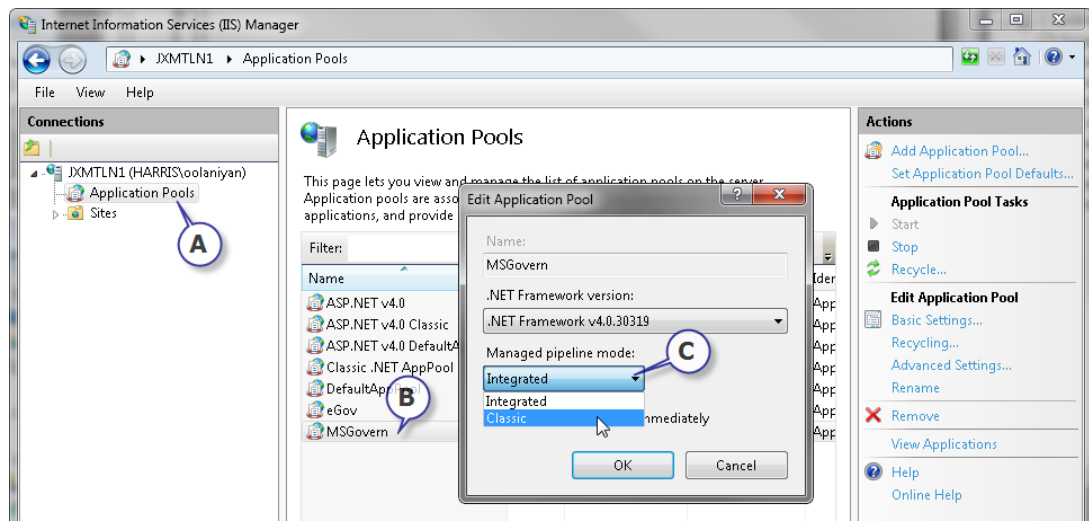 Internet Information Services (IIS) Manager
JXMTLN1 Application Pools
File View Help
Connections
JXMTLN1 (HARRIS\oolaniyan)
Application Pools
Sites
A
Application Pools
This page lets you view and manage the list of application pools on the server.
Application pools are asso
applications, and provide
Filter:
Name
Iden
ASP.NET v4.0
App
ASP.NET v4.0 Classic
App
ASP.NET v4.0 DefaultA
App
Classic .NET AppPool
App
DefaultAppPool
App
eGov
App
MSGovern
App
B
Edit Application Pool
Name:
MSGovern
.NET Framework version:
.NET Framework v4.0.30319
Managed pipeline mode:
C
Integrated
Integrated
Classic
mmediately
OK Cancel
Actions
Add Application Pool...
Set Application Pool Defaults...
Application Pool Tasks
Start
Stop
Recycle...
Edit Application Pool
Basic Settings...
Recycling...
Advanced Settings...
Rename
Remove
View Applications
Help
Online Help